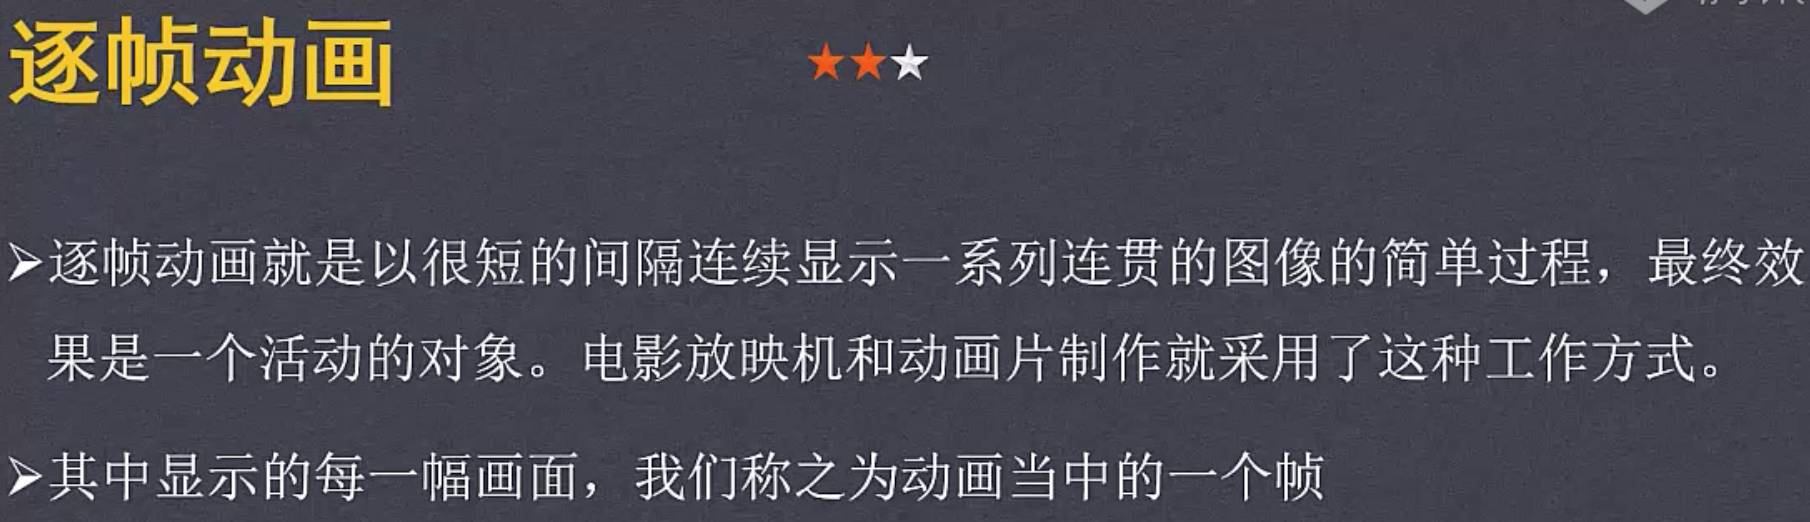 逐帧动画
➤逐帧动画就是以很短的间隔连续显示一系列连贯的图像的简单过程，最终效
果是一个活动的对象。电影放映机和动画片制作就采用了这种工作方式。
➤其中显示的每一幅画面，我们称之为动画当中的一个帧